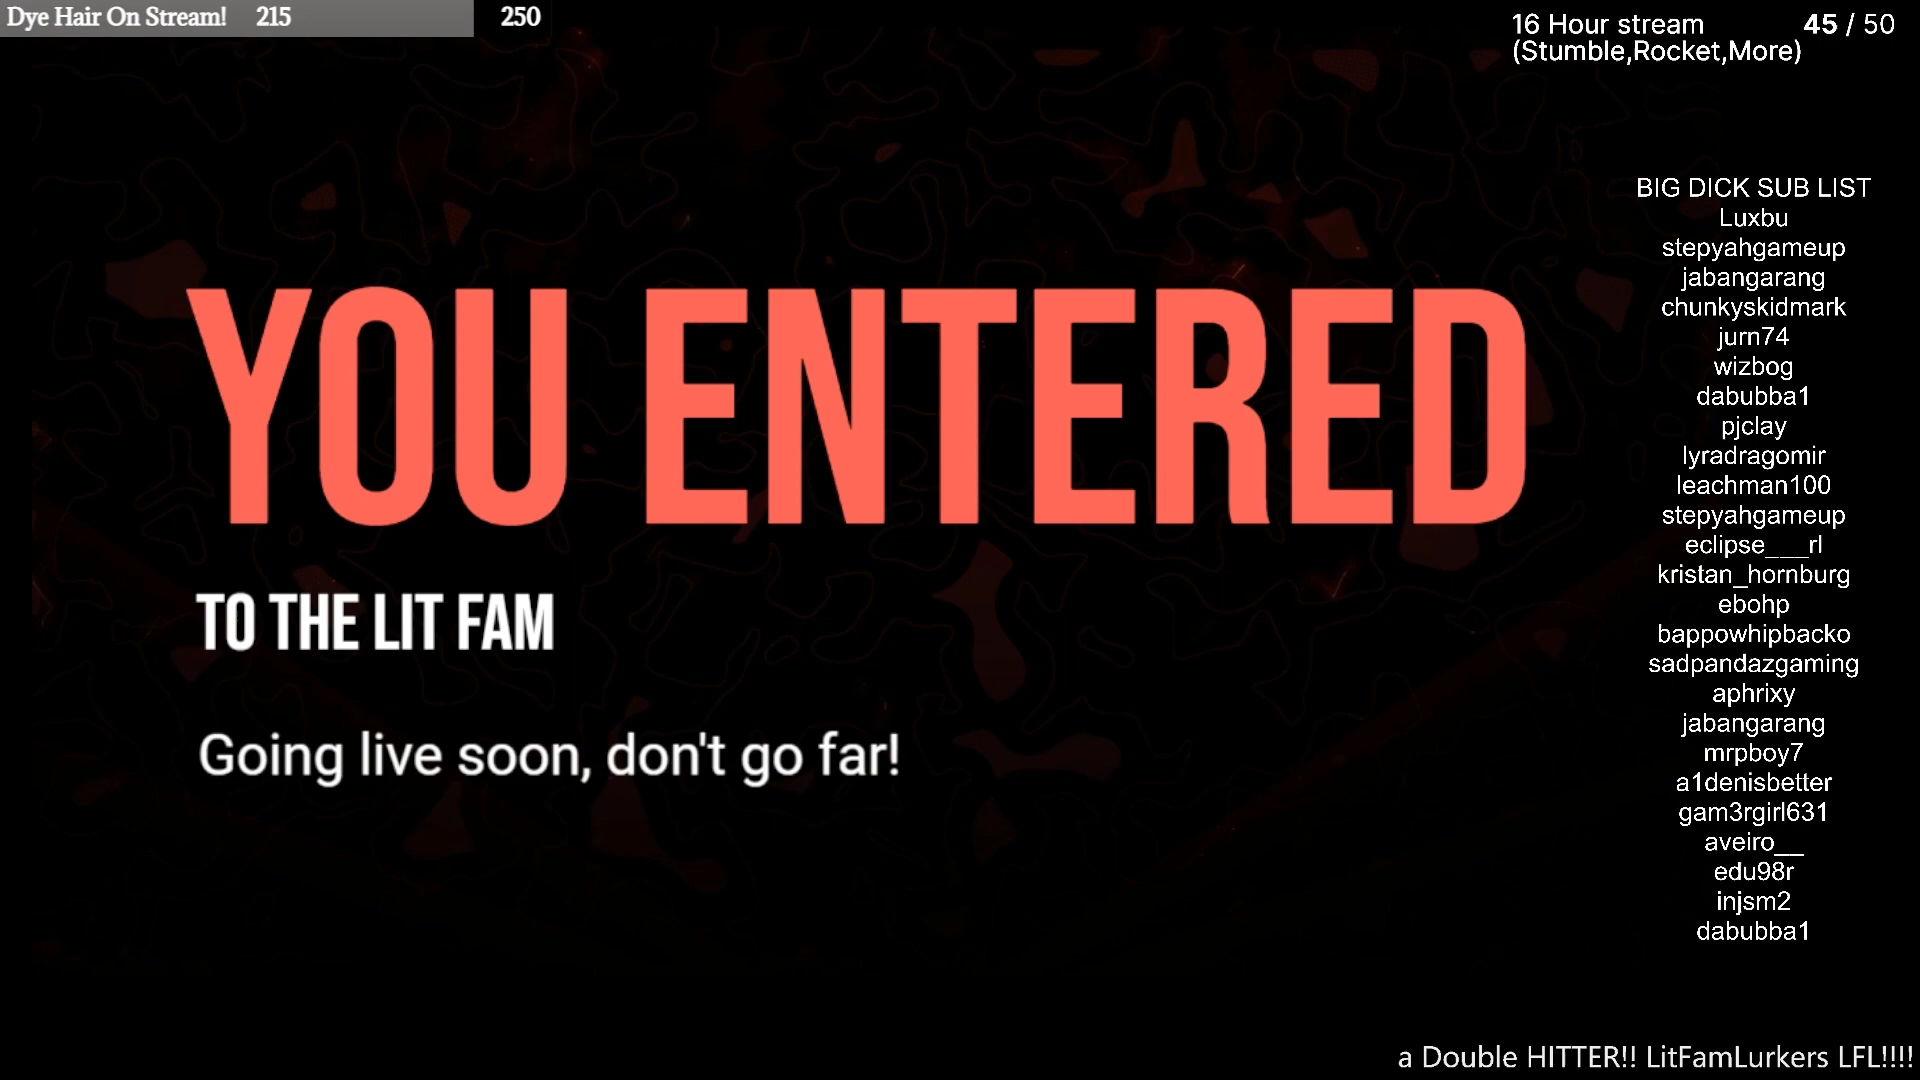 Dye Hair On Stream! 215 250
16 Hour stream 45 / 50
(Stumble,Rocket,More)
YOU ENTERED
TO THE LIT FAM
Going live soon, don't go far!
BIG DICK SUB LIST
Luxbu
stepyahgameup
jabangarang
chunkyskidmark
jurn74
wizbog
dabubba1
pjclay
lyradragomir
leachman100
stepyahgameup
eclipse___rl
kristan_hornburg
ebohp
bappowhipbacko
sadpandazgaming
aphrixy
jabangarang
mrpboy7
a1denisbetter
gam3rgirl631
aveiro__
edu98r
injsm2
dabubba1
a Double HITTER!! LitFamLurkers LFL!!!!